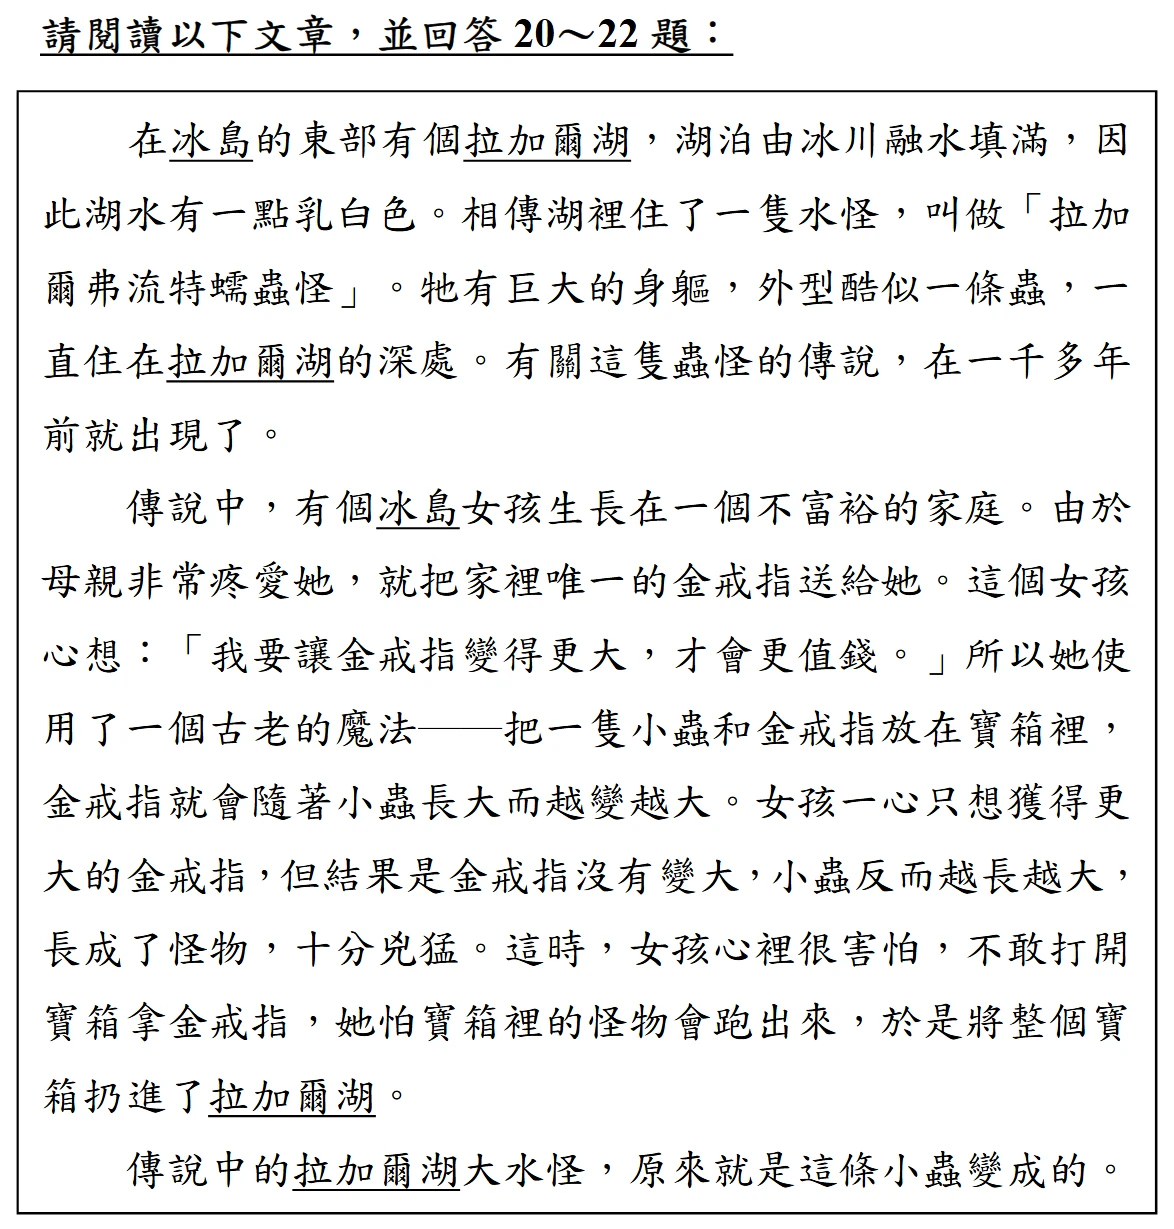 請閱讀以下文章，並回答 20～22 題：
在冰島的東部有個拉加爾湖，湖泊由冰川融水填滿，因
此湖水有一點乳白色。相傳湖裡住了一隻水怪，叫做「拉加
爾弗流特蠕蟲怪」。牠有巨大的身軀，外型酷似一條蟲，一
直住在拉加爾湖的深處。有關這隻蟲怪的傳說，在一千多年
前就出現了。
傳說中，有個冰島女孩生長在一個不富裕的家庭。由於
母親非常疼愛她，就把家裡唯一的金戒指送給她。這個女孩
心想：「我要讓金戒指變得更大，才會更值錢。」所以她使
用了一個古老的魔法──把一隻小蟲和金戒指放在寶箱裡，
金戒指就會隨著小蟲長大而越變越大。女孩一心只想獲得更
大的金戒指，但結果是金戒指沒有變大，小蟲反而越長越大，
長成了怪物，十分兇猛。這時，女孩心裡很害怕，不敢打開
寶箱拿金戒指，她怕寶箱裡的怪物會跑出來，於是將整個寶
箱扔進了拉加爾湖。
傳說中的拉加爾湖大水怪，原來就是這條小蟲變成的。